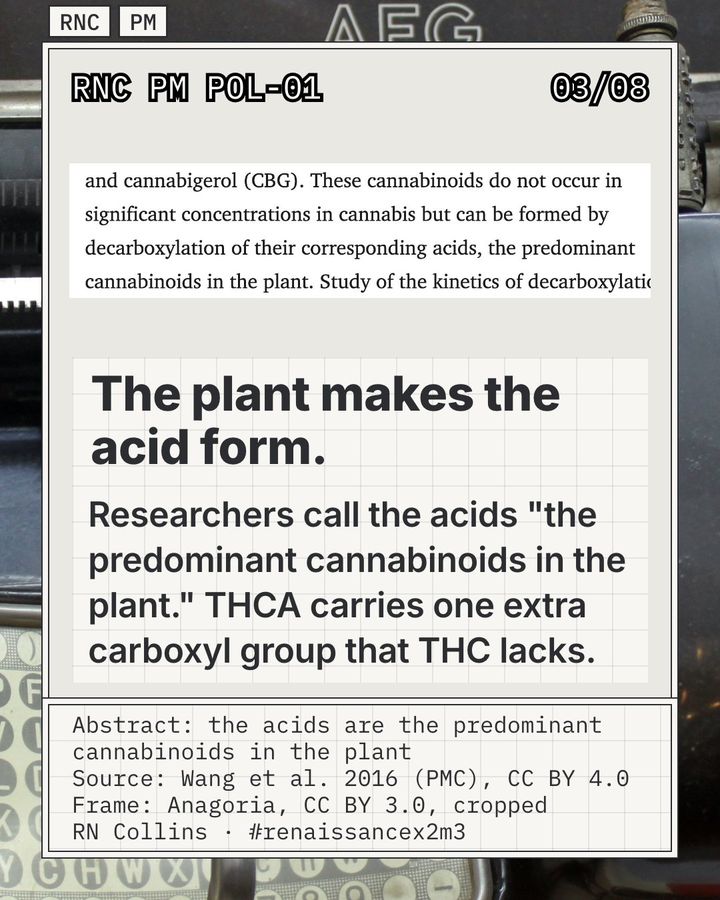 AEG
RNC PM
RNC PM POL-01 03/08
and cannabigerol (CBG). These cannabinoids do not occur in
significant concentrations in cannabis but can be formed by
decarboxylation of their corresponding acids, the predominant
cannabinoids in the plant. Study of the kinetics of decarboxylatio
The plant makes the
acid form.
Researchers call the acids "the
predominant cannabinoids in the
plant." THCA carries one extra
carboxyl group that THC lacks.
Abstract: the acids are the predominant
cannabinoids in the plant
Source: Wang et al. 2016 (PMC), CC BY 4.0
Frame: Anagoria, CC BY 3.0, cropped
RN Collins · #renaissancex2m3
Y C H W X